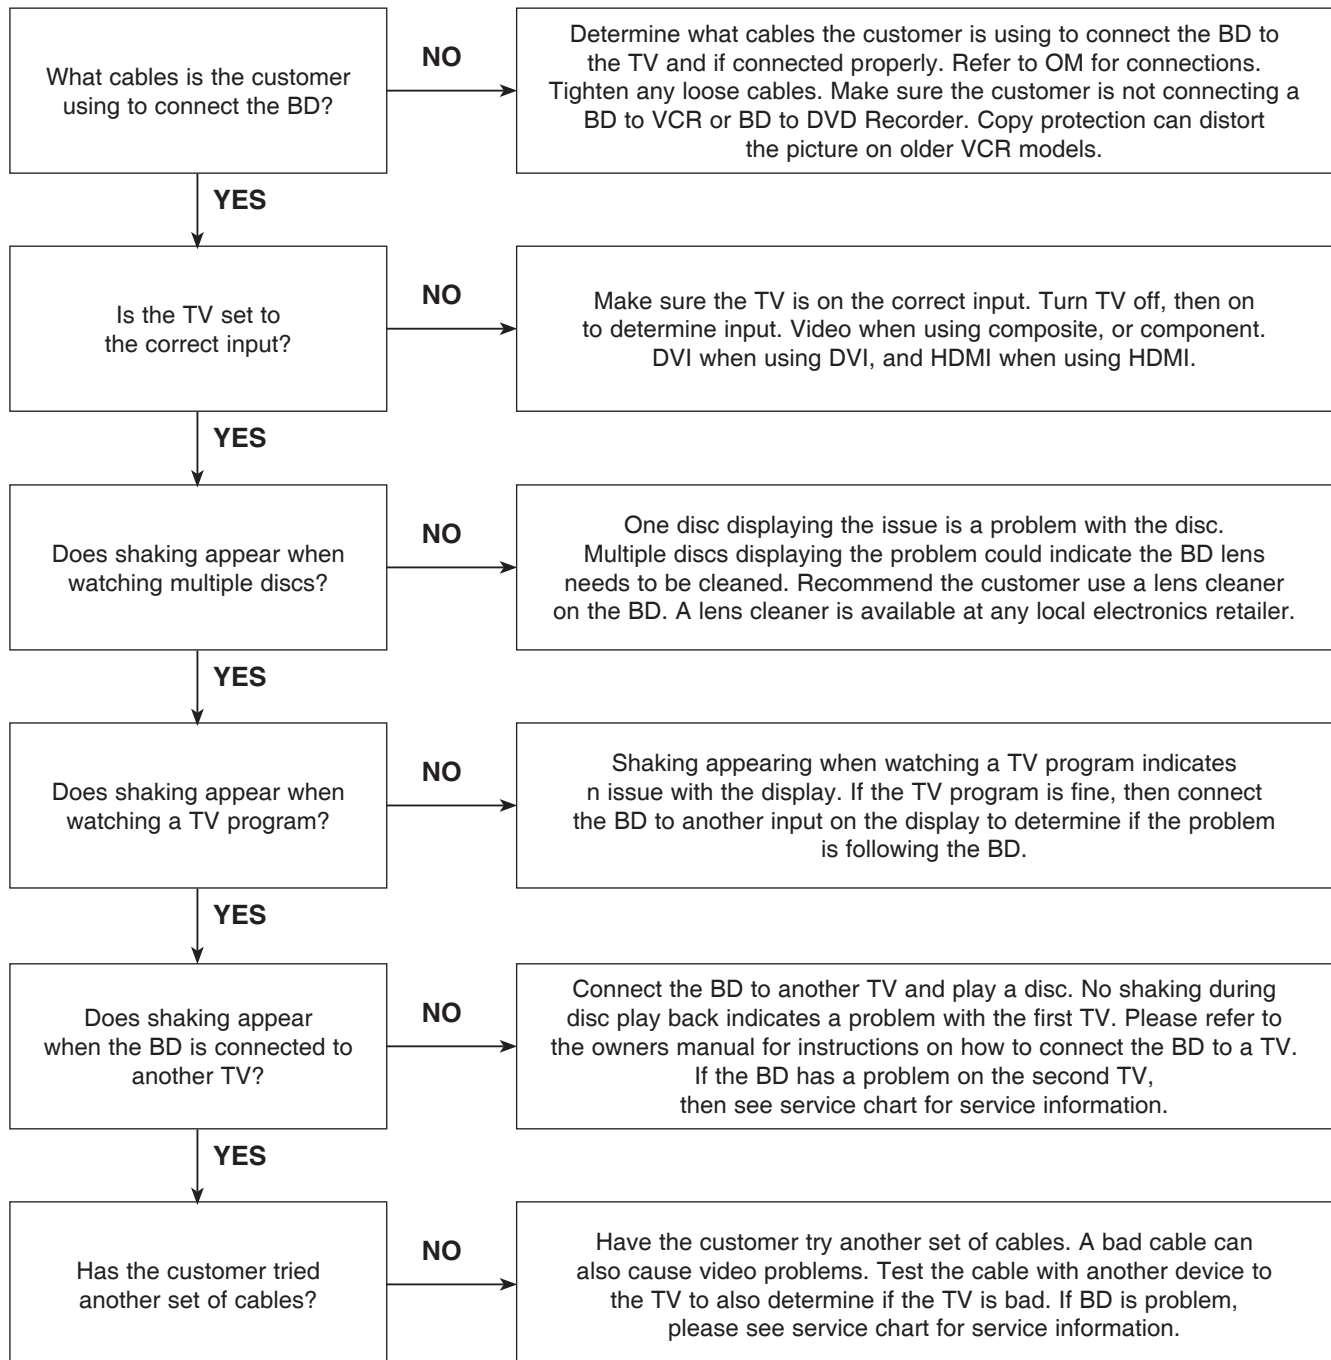 What cables is the customer
using to connect the BD?
NO
Determine what cables the customer is using to connect the BD to
the TV and if connected properly. Refer to OM for connections.
Tighten any loose cables. Make sure the customer is not connecting a
BD to VCR or BD to DVD Recorder. Copy protection can distort
the picture on older VCR models.
YES
Is the TV set to
the correct input?
NO
Make sure the TV is on the correct input. Turn TV off, then on
to determine input. Video when using composite, or component.
DVI when using DVI, and HDMI when using HDMI.
YES
Does shaking appear when
watching multiple discs?
NO
One disc displaying the issue is a problem with the disc.
Multiple discs displaying the problem could indicate the BD lens
needs to be cleaned. Recommend the customer use a lens cleaner
on the BD. A lens cleaner is available at any local electronics retailer.
YES
Does shaking appear when
watching a TV program?
NO
Shaking appearing when watching a TV program indicates
n issue with the display. If the TV program is fine, then connect
the BD to another input on the display to determine if the problem
is following the BD.
YES
Does shaking appear
when the BD is connected to
another TV?
NO
Connect the BD to another TV and play a disc. No shaking during
disc play back indicates a problem with the first TV. Please refer to
the owners manual for instructions on how to connect the BD to a TV.
If the BD has a problem on the second TV,
then see service chart for service information.
YES
Has the customer tried
another set of cables?
NO
Have the customer try another set of cables. A bad cable can
also cause video problems. Test the cable with another device to
the TV to also determine if the TV is bad. If BD is problem,
please see service chart for service information.